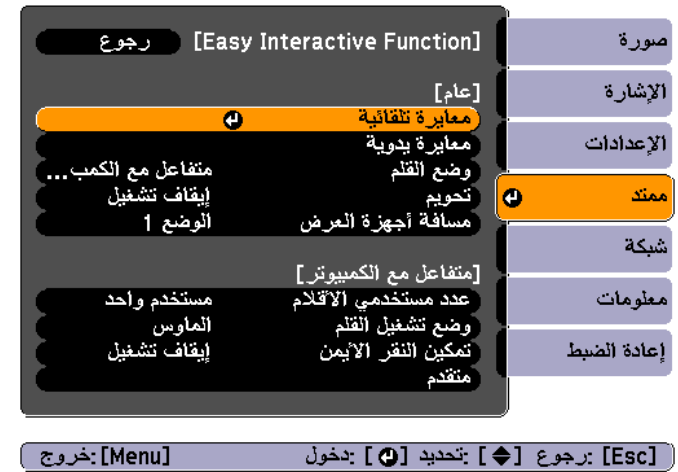 صورة
الإشارة
الإعدادات
ممتد
شبكة
معلومات
إعادة الضبط
[Easy Interactive Function] رجوع
[عام]
معايرة تلقائية
معايرة يدوية
وضع القلم متفاعل مع الكمب...
تحويم إيقاف تشغيل
مسافة أجهزة العرض الوضع 1
[متفاعل مع الكمبيوتر]
عدد مستخدمي الأقلام مستخدم واحد
وضع تشغيل القلم الماوس
تمكين النقر الأيمن إيقاف تشغيل
متقدم
[Esc] :رجوع [] :تحديد [] :دخول [Menu] :خروج